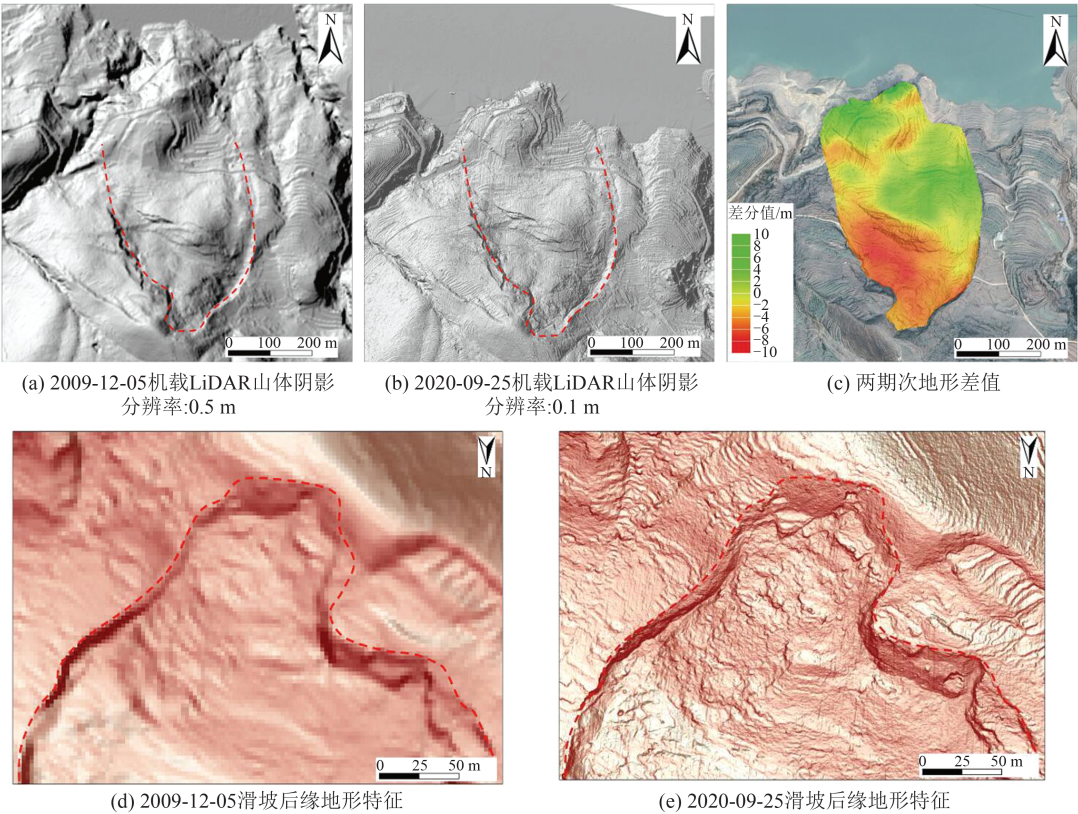 N
N
N
0 100 200 m
0 100 200 m
差分值/m
10
8
6
4
2
0
−2
−4
−6
−8
−10
0 100 200 m
(a) 2009-12-05机载LiDAR山体阴影
分辨率:0.5 m
(b) 2020-09-25机载LiDAR山体阴影
分辨率:0.1 m
(c) 两期次地形差值
N
N
0 25 50 m
0 25 50 m
(d) 2009-12-05滑坡后缘地形特征
(e) 2020-09-25滑坡后缘地形特征